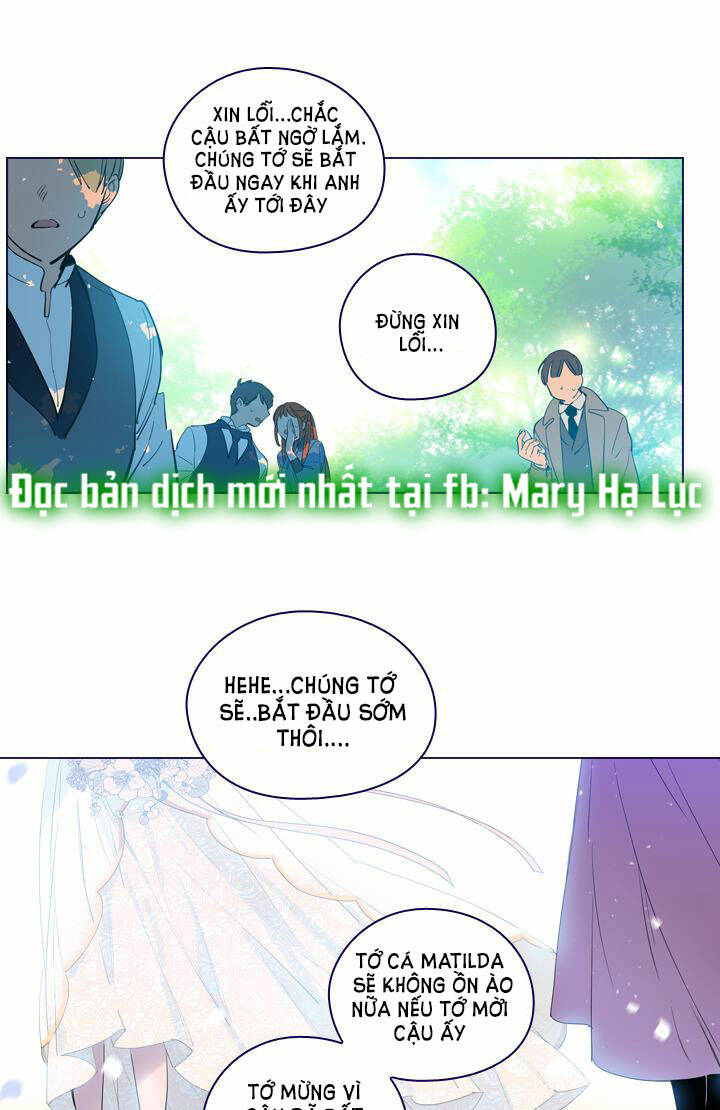 XIN LỖI...CHẮC
CẬU BẤT NGỜ LẮM.
CHÚNG TỚ SẼ BẮT
ĐẦU NGAY KHI ANH
ẤY TỚI ĐÂY
ĐỪNG XIN
LỖI...
Đọc bản dịch mới nhất tại fb: Mary Hạ Lục
HEHE...CHÚNG TỚ
SẼ..BẮT ĐẦU SỚM
THÔI....
TỚ CÁ MATILDA
SẼ KHÔNG ỒN ÀO
NỮA NẾU TỚ MỜI
CẬU ẤY
TỚ MỪNG VÌ